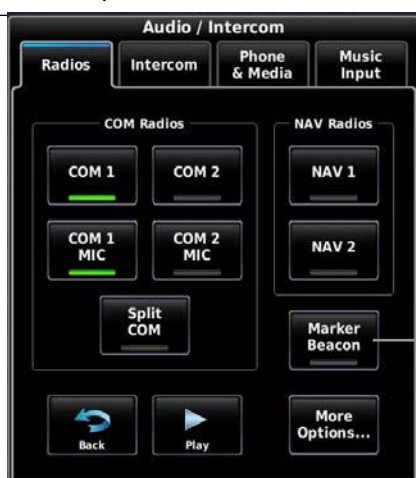 Audio / Intercom
Radios
Intercom
Phone
& Media
Music
Input
COM Radios
NAV Radios
COM 1
COM 2
NAV 1
COM 1
MIC
COM 2
MIC
NAV 2
Split
COM
Marker
Beacon
Back
Play
More
Options...